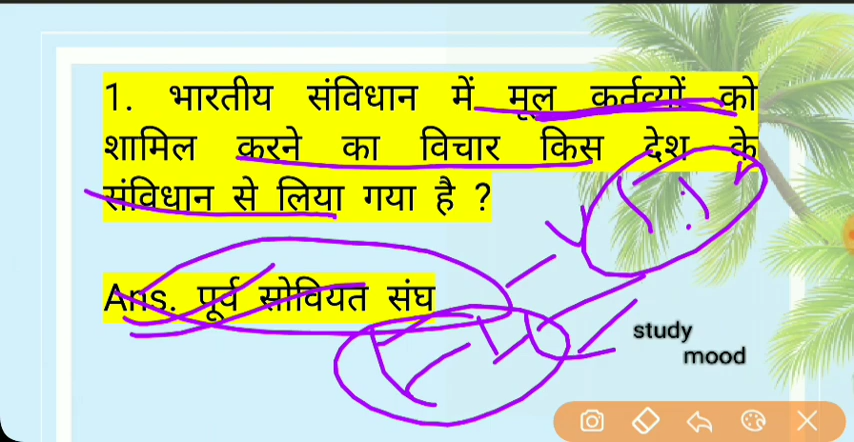 1. भारतीय संविधान में मूल कर्तव्यों को
शामिल करने का विचार किस देश के
संविधान से लिया गया है ?
Ans. पूर्व सोवियत संघ
study
mood